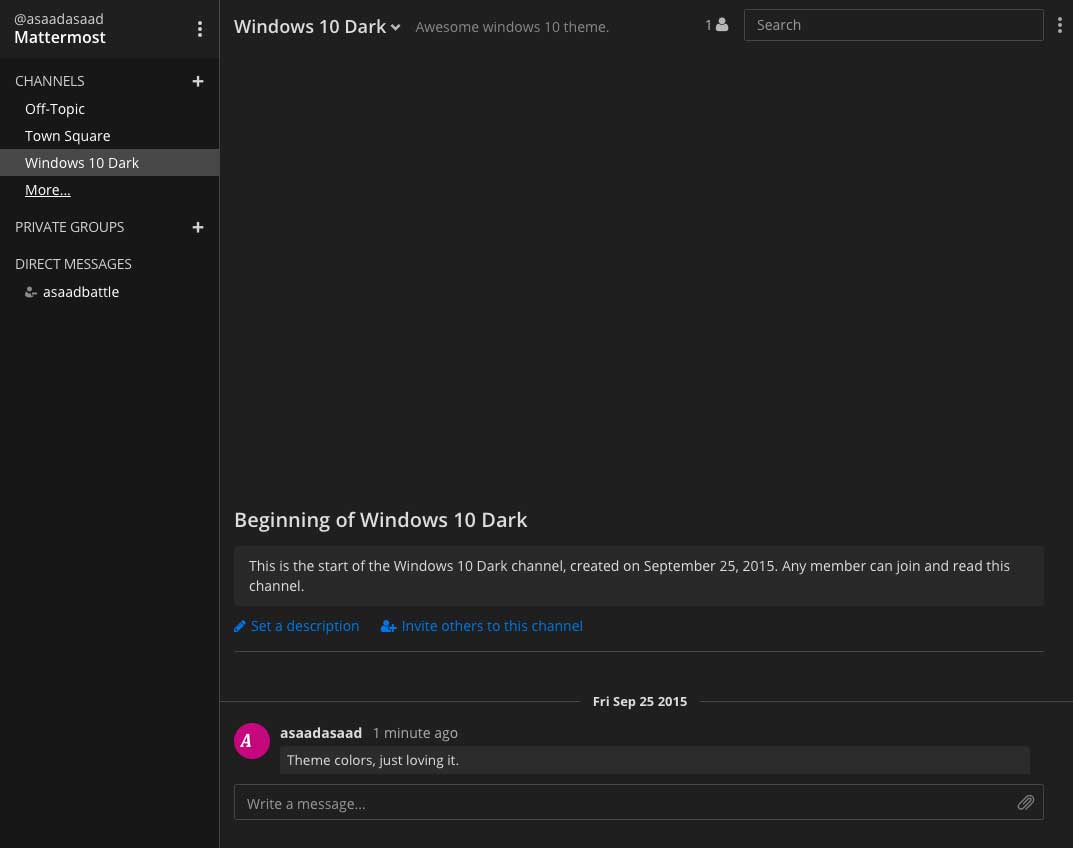 @asaadasaad
Mattermost
CHANNELS
Off-Topic
Town Square
Windows 10 Dark
More...
PRIVATE GROUPS
DIRECT MESSAGES
asaadbattle
Windows 10 Dark Awesome windows 10 theme. 1 Search
Beginning of Windows 10 Dark
This is the start of the Windows 10 Dark channel, created on September 25, 2015. Any member can join and read this
channel.
Set a description Invite others to this channel
Fri Sep 25 2015
A
asaadasaad 1 minute ago
Theme colors, just loving it.
Write a message...